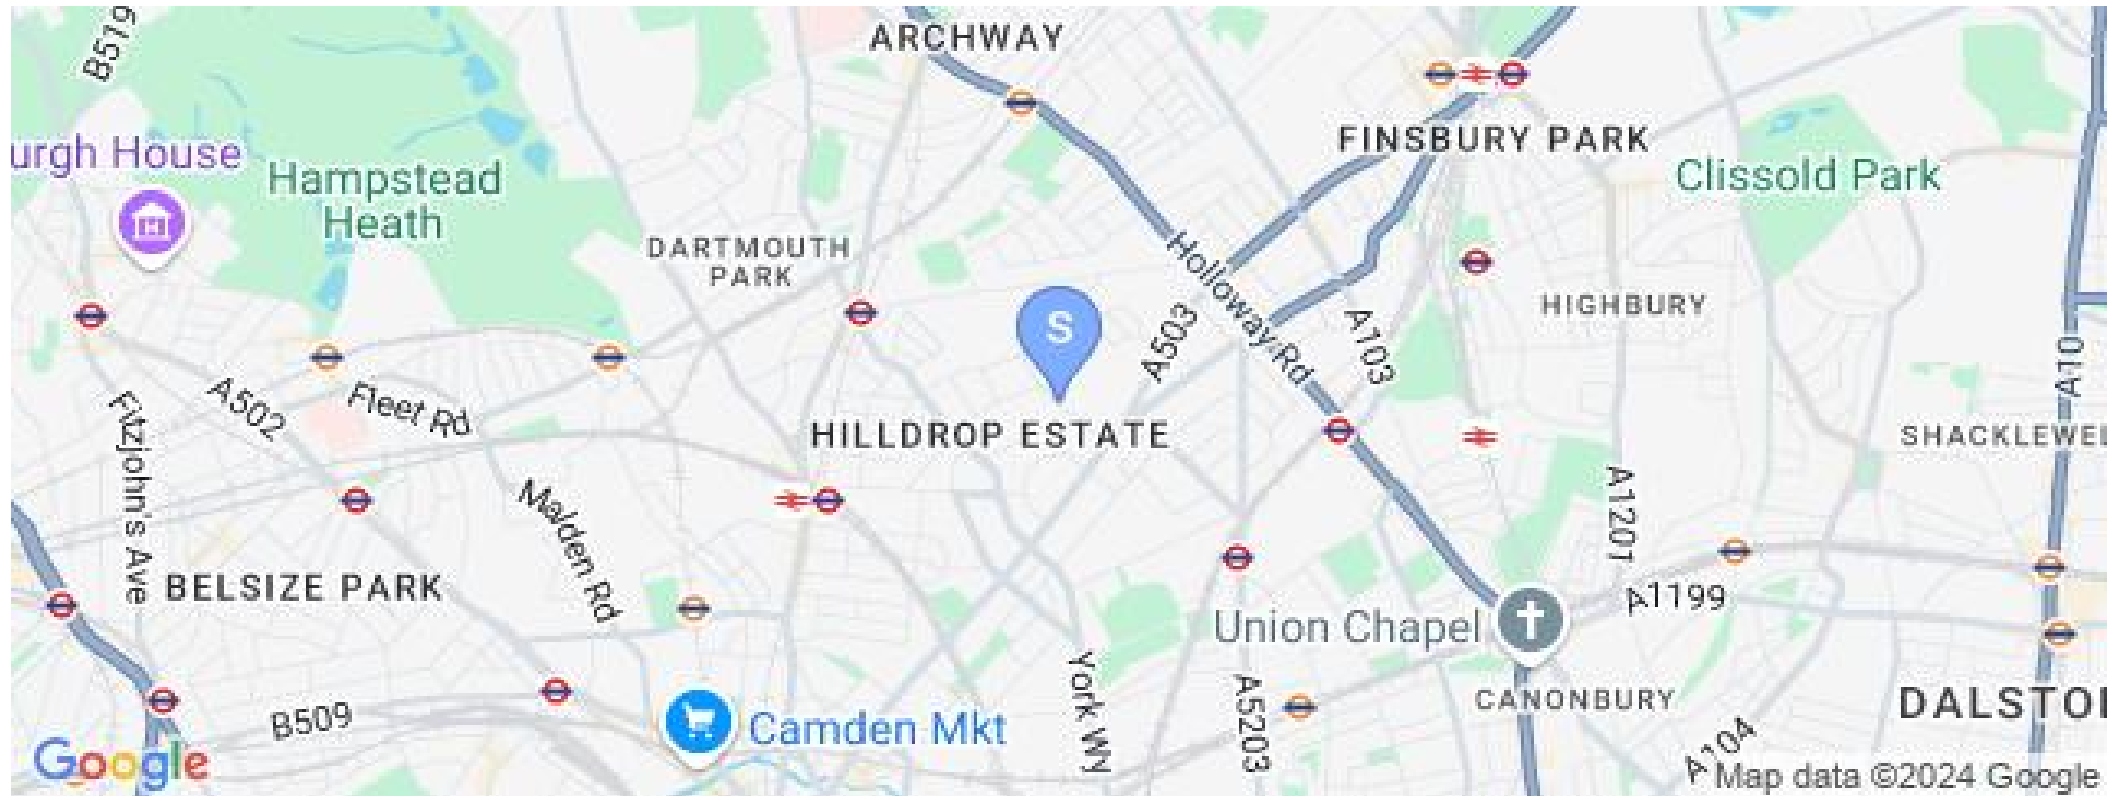 B519
ARCHWAY
FINSBURY PARK
urgh House
Hampstead
Heath
Clissold Park
DARTMOUTH
PARK
S
Holloway Rd
A503
A103
HIGHBURY
A10
A502
Fleet Rd
Fitzjohn's Ave
HILLDROP ESTATE
SHACKLEWEL
Malden Rd
A1201
BELSIZE PARK
A1199
Union Chapel
York Wy
A5203
CANONBURY
DALSTO
B509
Camden Mkt
A104
Google
Map data ©2024 Google